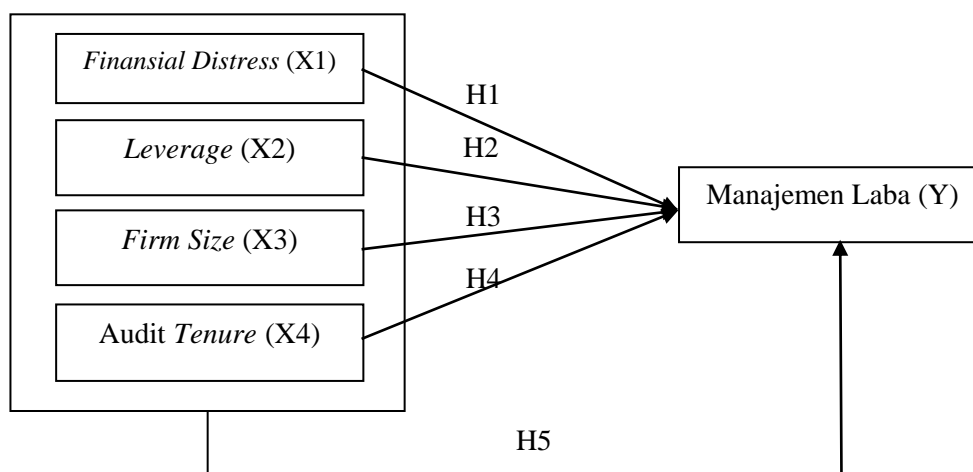 Finansial Distress (X1)
H1
Leverage (X2)
H2
Manajemen Laba (Y)
Firm Size (X3)
H3
H4
Audit Tenure (X4)
H5